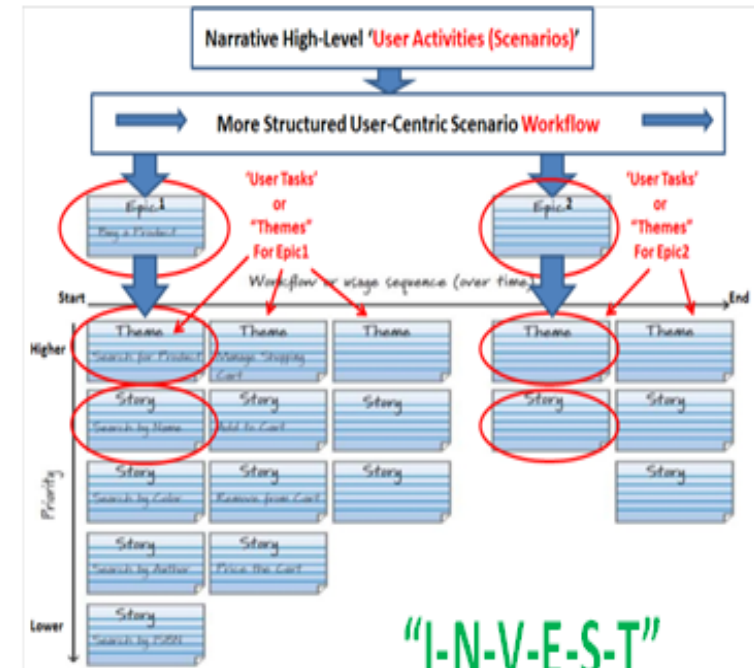 Narrative High-Level 'User Activities (Scenarios)'
More Structured User-Centric Scenario Workflow
Epic1
Buy a Product
'User Tasks'
or
"Themes"
For Epic1
Epic2
'User Tasks'
or
"Themes"
For Epic2
Workflow or usage sequence (over time)
Start
End
Higher
Priority
Lower
Theme
Search for Product
Theme
Manage Shopping
Cart
Theme
Theme
Theme
Story
Search by Name
Story
Add to Cart
Story
Story
Story
Story
Search by Color
Story
Remove from Cart
Story
Story
Story
Search by Author
Story
Price the Cart
Story
Search by ISBN
"I-N-V-E-S-T"